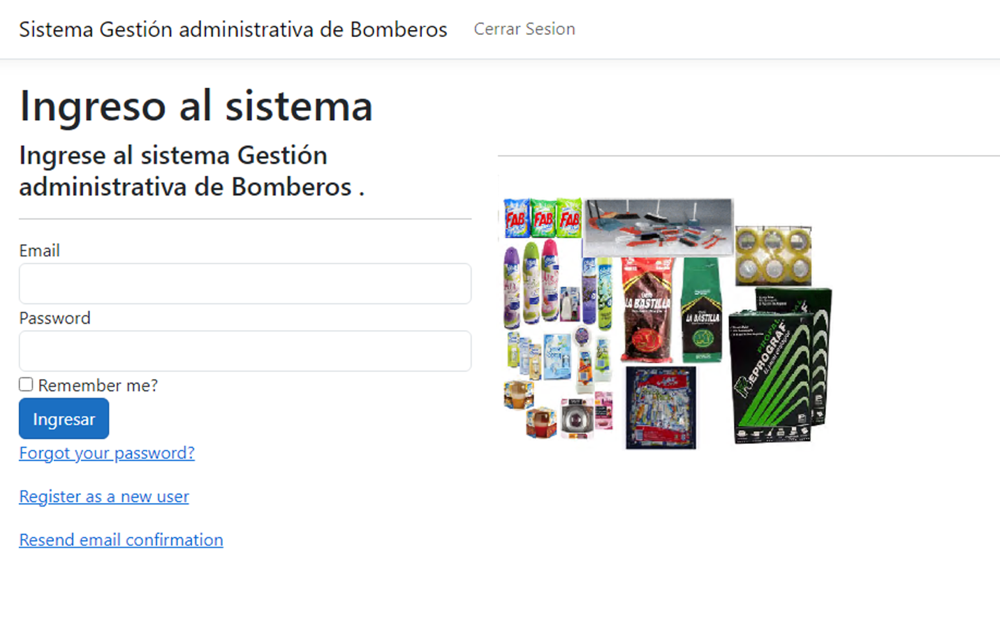 Sistema Gestión administrativa de Bomberos Cerrar Sesion
Ingreso al sistema
Ingrese al sistema Gestión
administrativa de Bomberos .
Email
Password
Remember me?
Ingresar
Forgot your password?
Register as a new user
Resend email confirmation
FAB FAB FAB
LA BASTILLA
LA BASTILLA
PROPAL
REPROGRAF